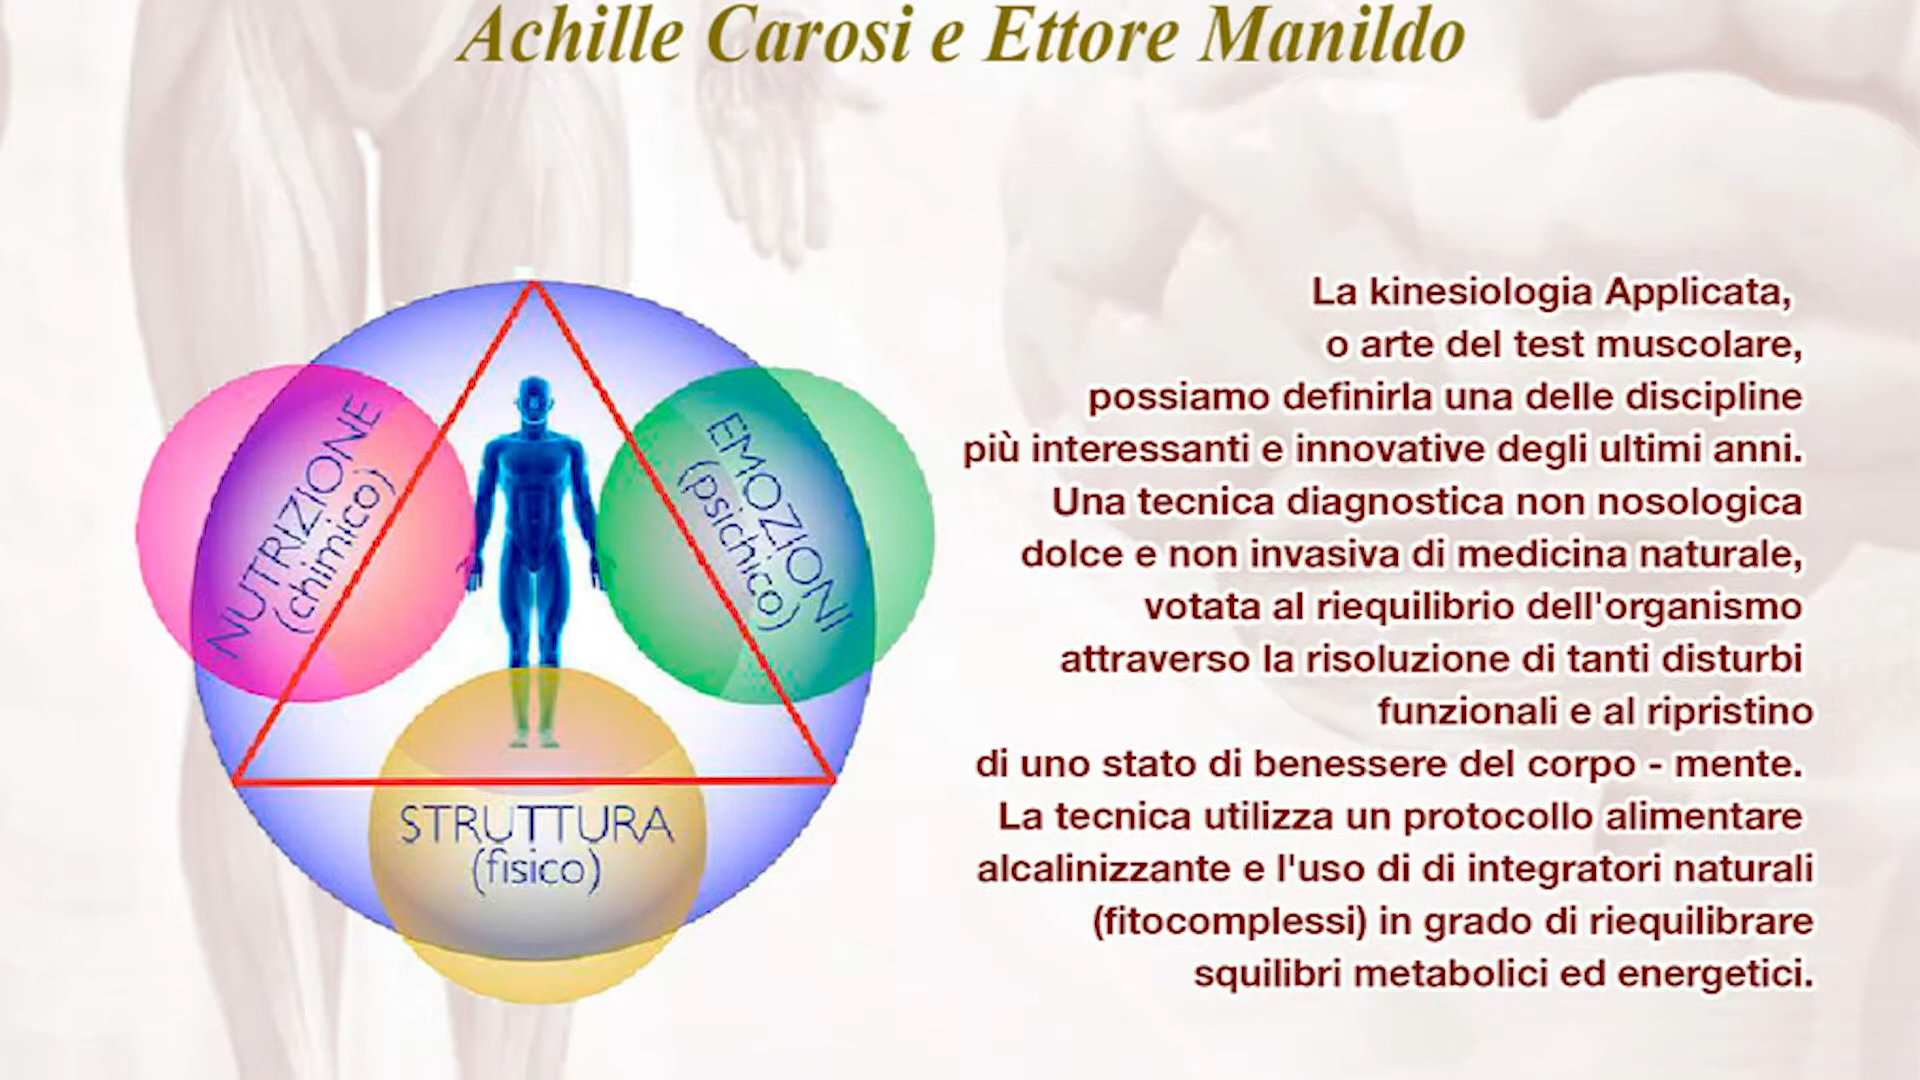 Achille Carosi e Ettore Manildo
NUTRIZIONE
(chimico)
EMOZIONI
(psichico)
STRUTTURA
(fisico)
La kinesiologia Applicata,
o arte del test muscolare,
possiamo definirla una delle discipline
più interessanti e innovative degli ultimi anni.
Una tecnica diagnostica non nosologica
dolce e non invasiva di medicina naturale,
votata al riequilibrio dell'organismo
attraverso la risoluzione di tanti disturbi
funzionali e al ripristino
di uno stato di benessere del corpo - mente.
La tecnica utilizza un protocollo alimentare
alcalinizzante e l'uso di di integratori naturali
(fitocomplessi) in grado di riequilibrare
squilibri metabolici ed energetici.